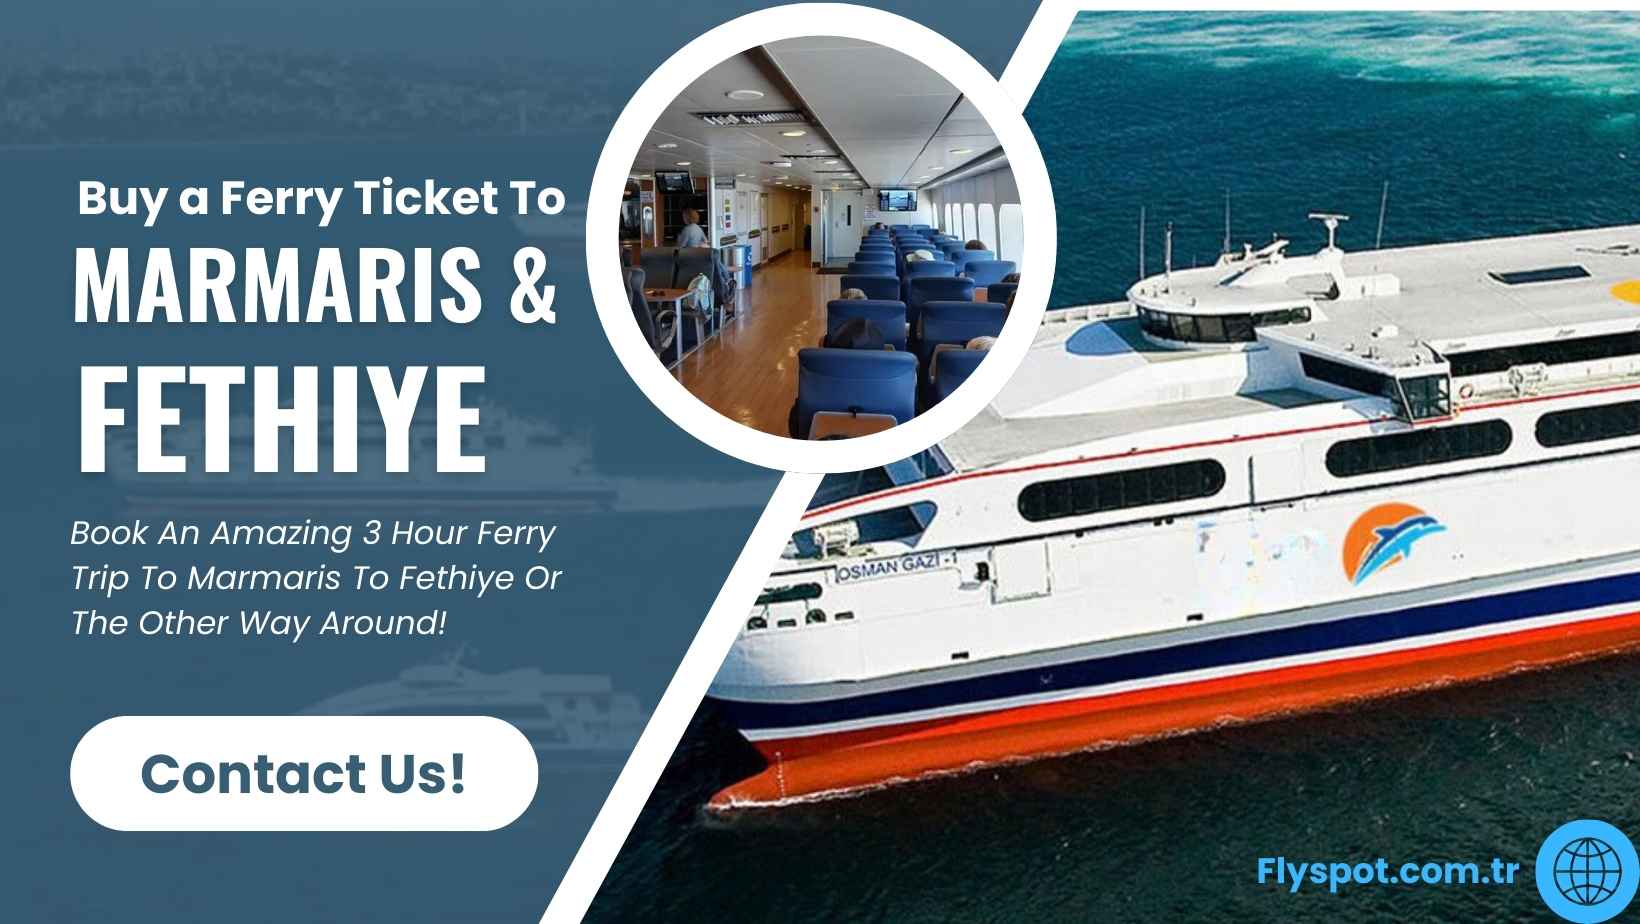 Buy a Ferry Ticket To
MARMARIS &
FETHIYE
Book An Amazing 3 Hour Ferry
Trip To Marmaris To Fethiye Or
The Other Way Around!
Contact Us!
OSMAN GAZİ -1
Flyspot.com.tr